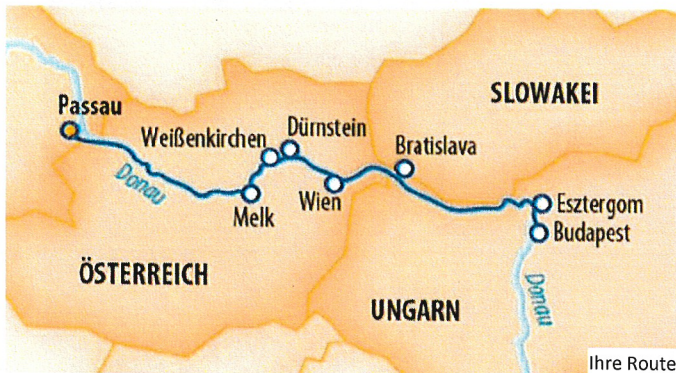 SLOWAKEI
Passau
Dürnstein
Weißenkirchen
Bratislava
Donau
Melk
Wien
Esztergom
Budapest
ÖSTERREICH
UNGARN
Donau
Ihre Route